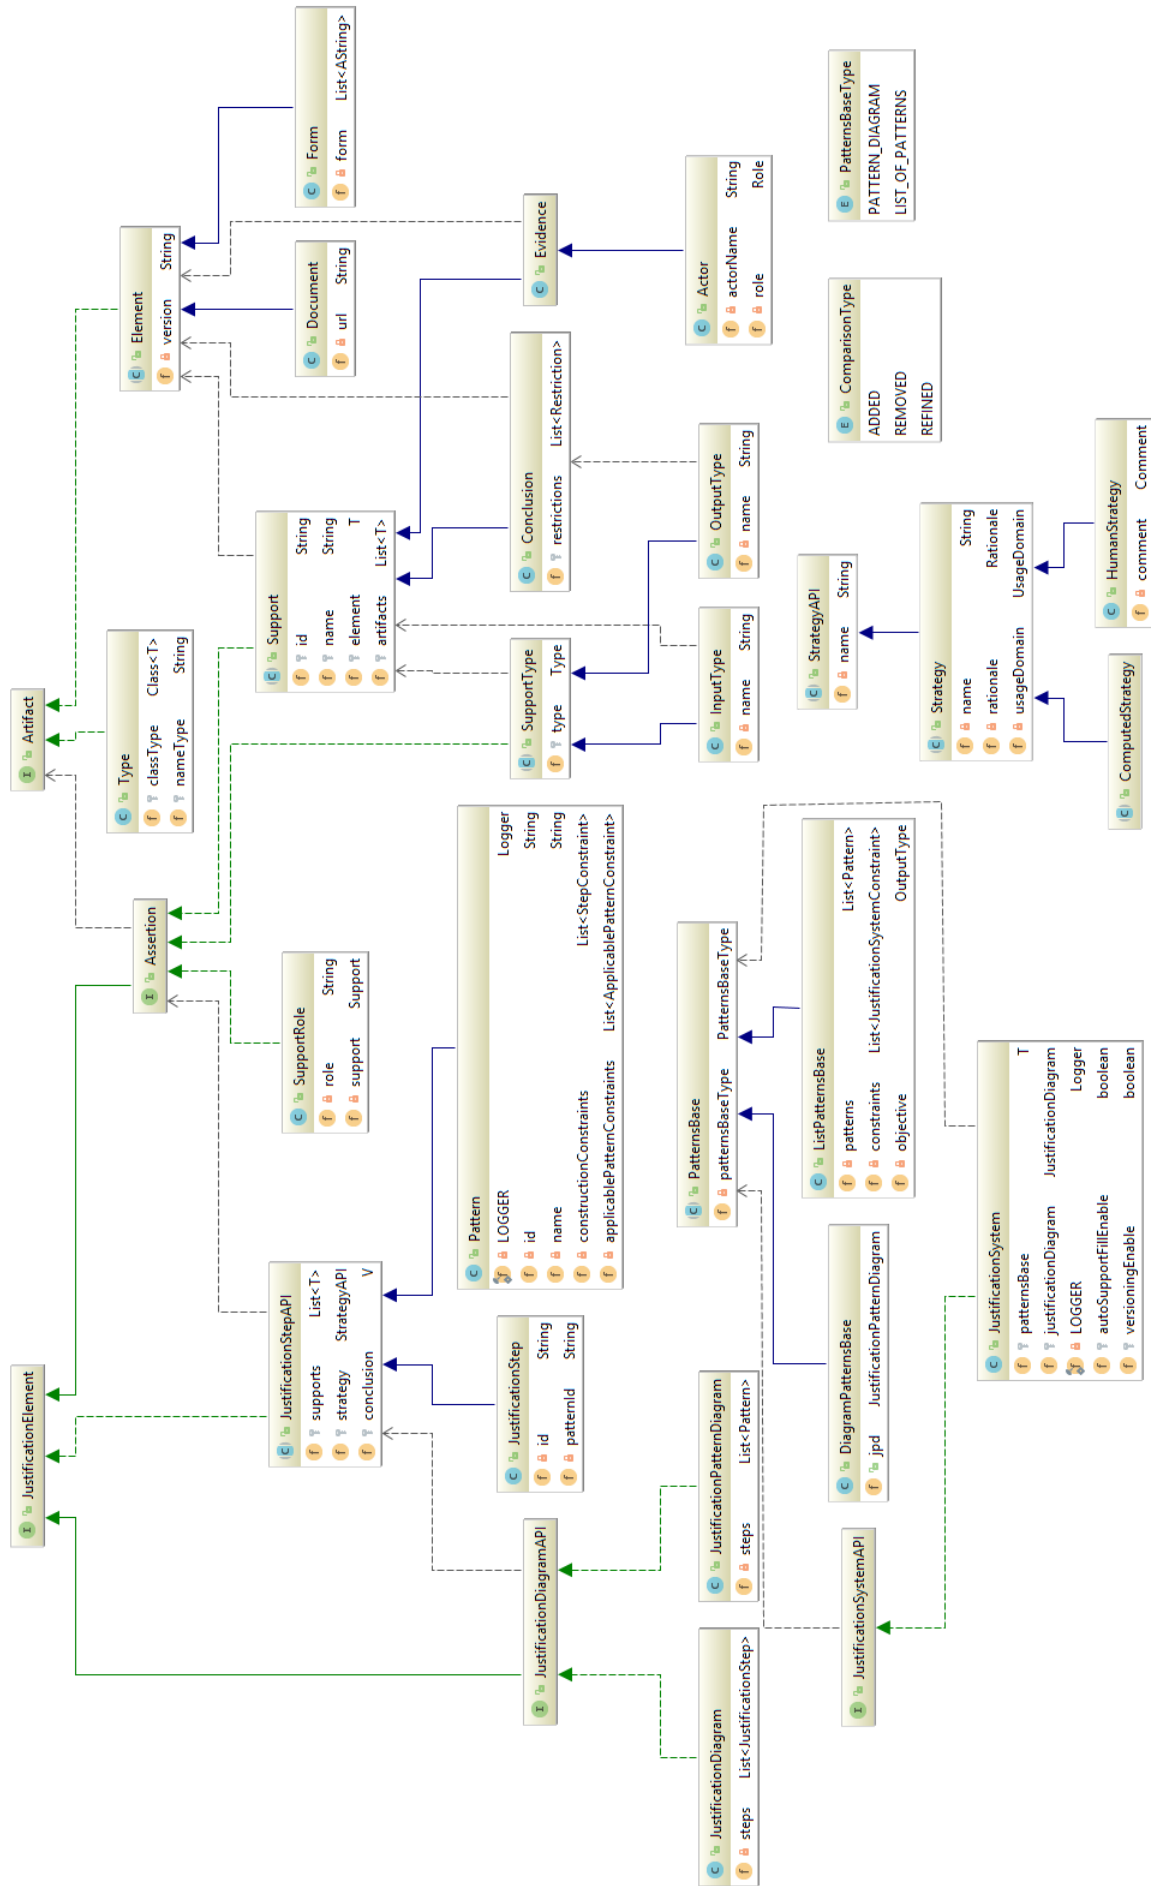 JustificationElement
Artifact
Assertion
Type
classType Class<T>
nameType String
Element
version String
JustificationStepAPI
supports List<T>
strategy StrategyAPI
conclusion V
SupportRole
role String
support Support
Support
id String
name String
element T
artifacts List<T>
Document
url String
Form
form List<AString>
JustificationDiagramAPI
JustificationStep
id String
patternId String
Pattern
LOGGER Logger
id String
name String
constructionConstraints List<StepConstraint>
applicablePatternConstraints List<ApplicablePatternConstraint>
SupportType
type Type
Conclusion
restrictions List<Restriction>
Evidence
JustificationDiagram
steps List<JustificationStep>
JustificationPatternDiagram
steps List<Pattern>
PatternsBase
patternsBaseType PatternsBaseType
InputType
name String
OutputType
name String
Actor
actorName String
role Role
JustificationSystemAPI
DiagramPatternsBase
jpd JustificationPatternDiagram
ListPatternsBase
patterns List<Pattern>
constraints List<JustificationSystemConstraint>
objective OutputType
StrategyAPI
name String
ComparisonType
ADDED
REMOVED
REFINED
PatternsBaseType
PATTERN_DIAGRAM
LIST_OF_PATTERNS
JustificationSystem
patternsBase T
justificationDiagram JustificationDiagram
LOGGER Logger
autoSupportFillEnable boolean
versioningEnable boolean
Strategy
name String
rationale Rationale
usageDomain UsageDomain
ComputedStrategy
HumanStrategy
comment Comment